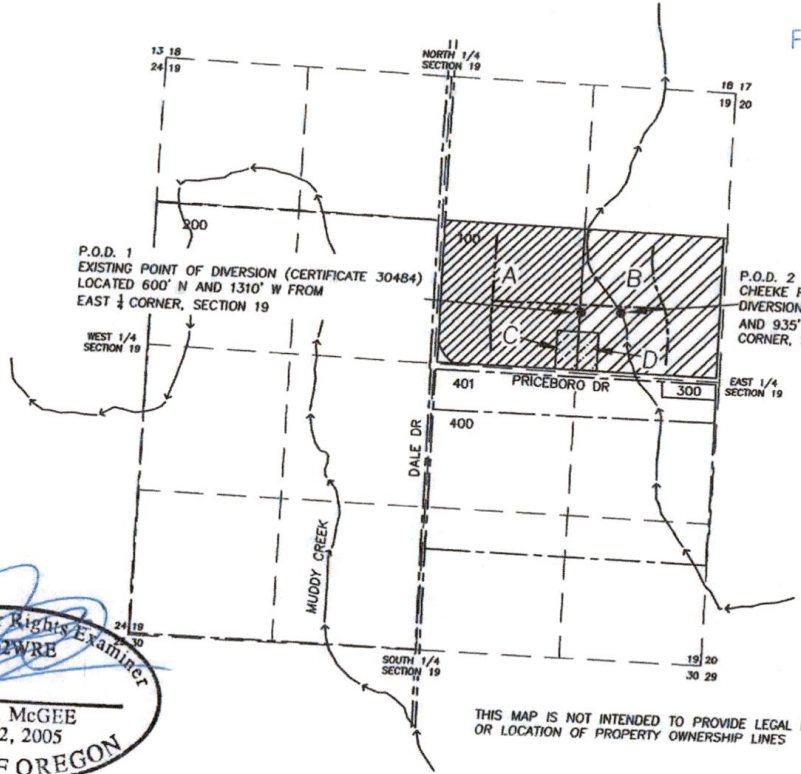 F
13 18
24 19
NORTH 1/4
SECTION 19
18 17
19 20
200
100
P.O.D. 1
EXISTING POINT OF DIVERSION (CERTIFICATE 30484)
LOCATED 600' N AND 1310' W FROM
EAST ¼ CORNER, SECTION 19
A
B
P.O.D. 2
CHEEKE
DIVERSION
AND 935'
CORNER,
C
D
WEST 1/4
SECTION 19
401
PRICEBORO DR
300
EAST 1/4
SECTION 19
400
DALE DR
MUDDY CREEK
24 19
25 30
SOUTH 1/4
SECTION 19
19 20
30 29
Rights Examiner
2WRE
McGEE
2, 2005
OF OREGON
THIS MAP IS NOT INTENDED TO PROVIDE LEGAL
OR LOCATION OF PROPERTY OWNERSHIP LINES